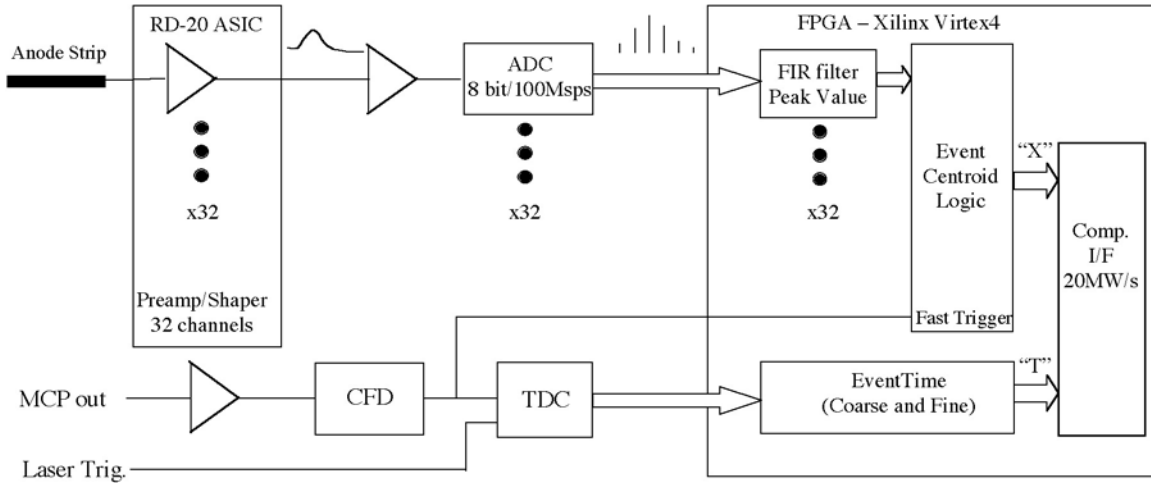 RD-20 ASIC
FPGA – Xilinx Virtex4
Anode Strip
ADC
8 bit/100Msps
FIR filter
Peak Value
x32
x32
x32
Event
Centroid
Logic
“X”
Comp.
I/F
20MW/s
Preamp/Shaper
32 channels
Fast Trigger
MCP out
CFD
TDC
EventTime
(Coarse and Fine)
“T”
Laser Trig.